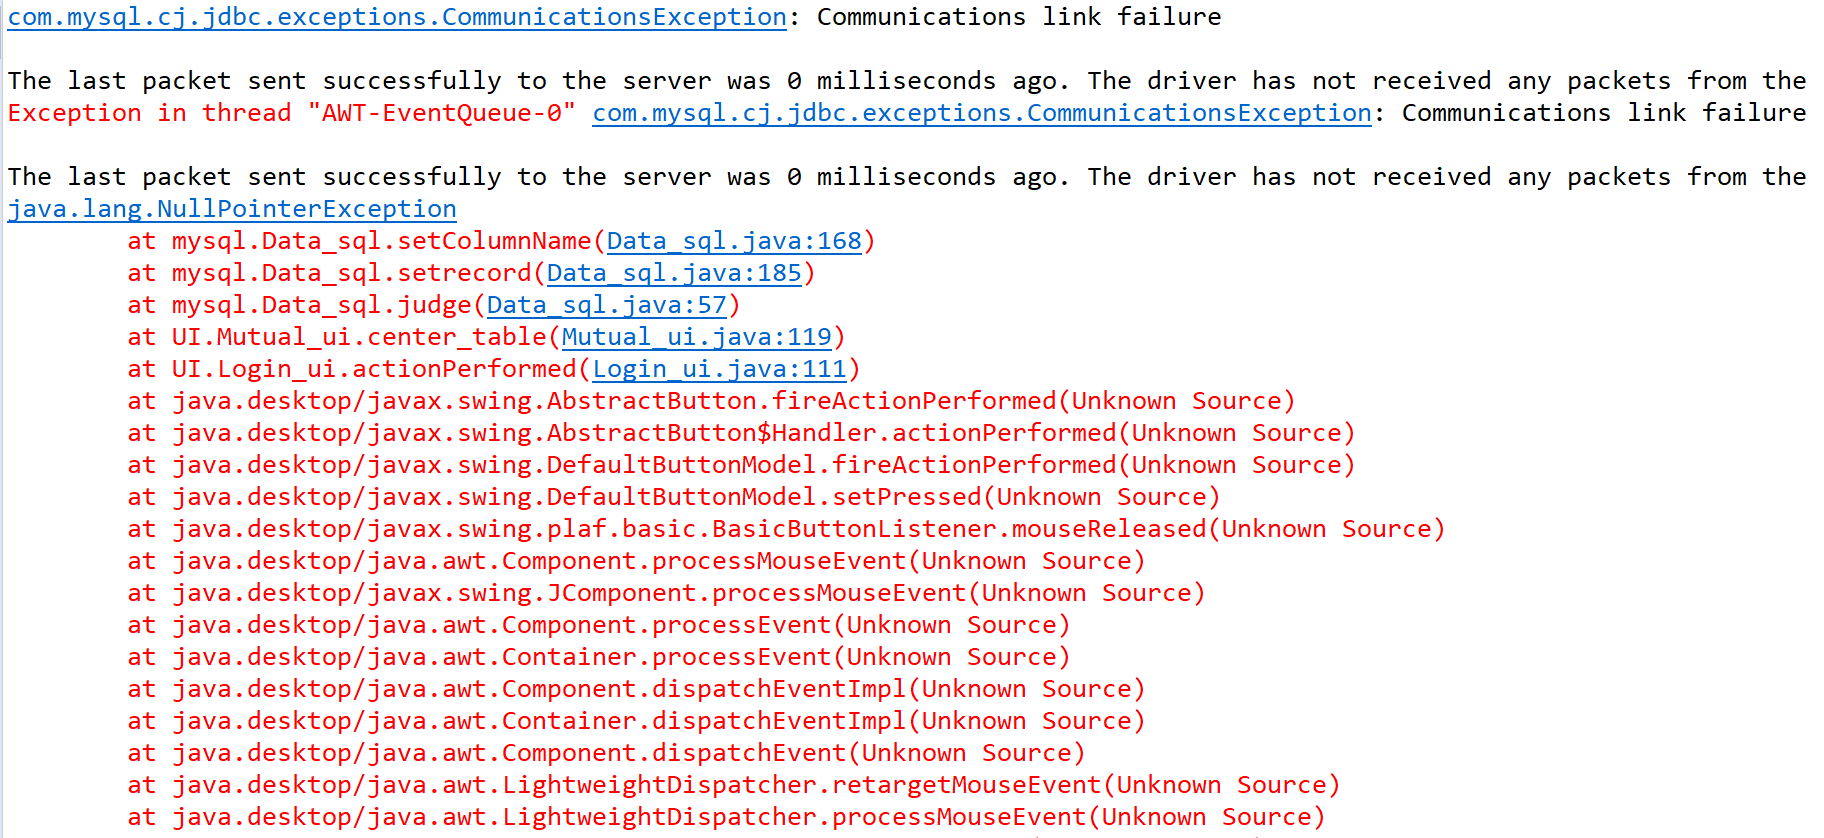 com.mysql.cj.jdbc.exceptions.CommunicationsException: Communications link failure
The last packet sent successfully to the server was 0 milliseconds ago. The driver has not received any packets from the
Exception in thread "AWT-EventQueue-0" com.mysql.cj.jdbc.exceptions.CommunicationsException: Communications link failure
The last packet sent successfully to the server was 0 milliseconds ago. The driver has not received any packets from the
java.lang.NullPointerException
at mysql.Data_sql.setColumnName(Data_sql.java:168)
at mysql.Data_sql.setrecord(Data_sql.java:185)
at mysql.Data_sql.judge(Data_sql.java:57)
at UI.Mutual_ui.center_table(Mutual_ui.java:119)
at UI.Login_ui.actionPerformed(Login_ui.java:111)
at java.desktop/javax.swing.AbstractButton.fireActionPerformed(Unknown Source)
at java.desktop/javax.swing.AbstractButton$Handler.actionPerformed(Unknown Source)
at java.desktop/javax.swing.DefaultButtonModel.fireActionPerformed(Unknown Source)
at java.desktop/javax.swing.DefaultButtonModel.setPressed(Unknown Source)
at java.desktop/javax.swing.plaf.basic.BasicButtonListener.mouseReleased(Unknown Source)
at java.desktop/java.awt.Component.processMouseEvent(Unknown Source)
at java.desktop/javax.swing.JComponent.processMouseEvent(Unknown Source)
at java.desktop/java.awt.Component.processEvent(Unknown Source)
at java.desktop/java.awt.Container.processEvent(Unknown Source)
at java.desktop/java.awt.Component.dispatchEventImpl(Unknown Source)
at java.desktop/java.awt.Container.dispatchEventImpl(Unknown Source)
at java.desktop/java.awt.Component.dispatchEvent(Unknown Source)
at java.desktop/java.awt.LightweightDispatcher.retargetMouseEvent(Unknown Source)
at java.desktop/java.awt.LightweightDispatcher.processMouseEvent(Unknown Source)